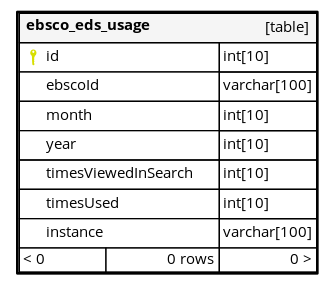 ebsco_eds_usage [table]
id int[10]
ebscoId varchar[100]
month int[10]
year int[10]
timesViewedInSearch int[10]
timesUsed int[10]
instance varchar[100]
< 0 0 rows 0 >